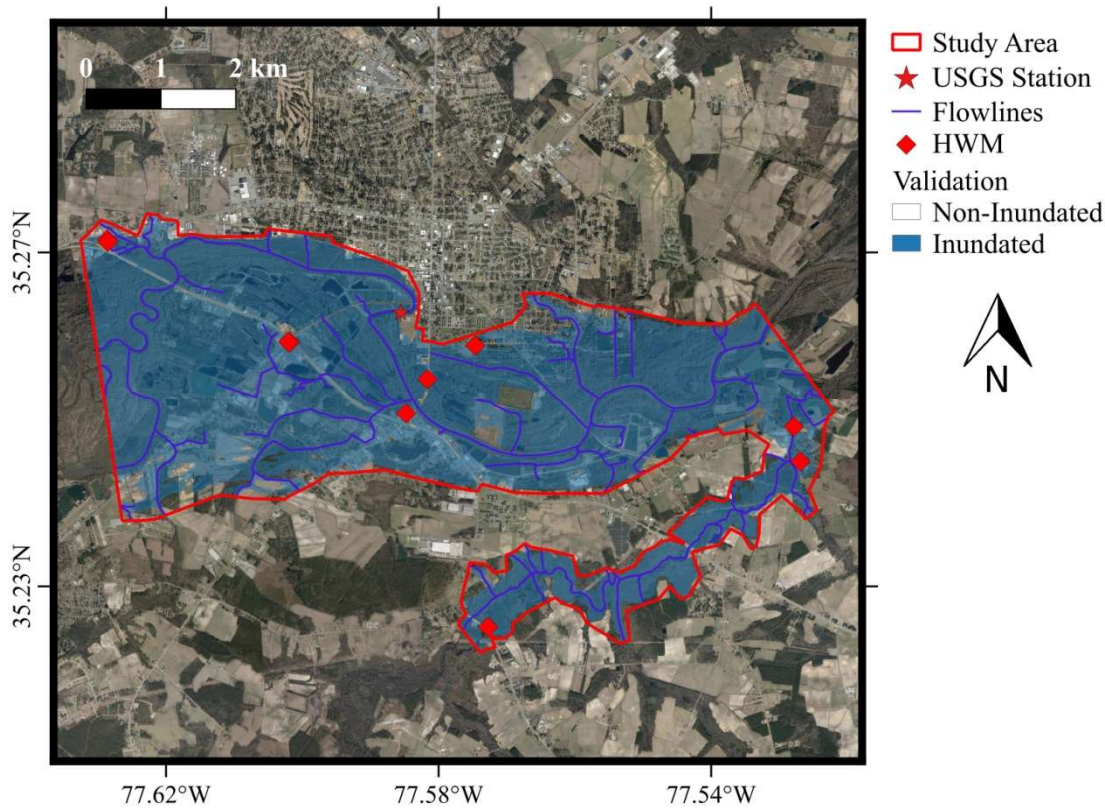 0 1 2 km
Study Area
USGS Station
Flowlines
HWM
Validation
Non-Inundated
Inundated
N
35.27°N
35.23°N
77.62°W 77.58°W 77.54°W